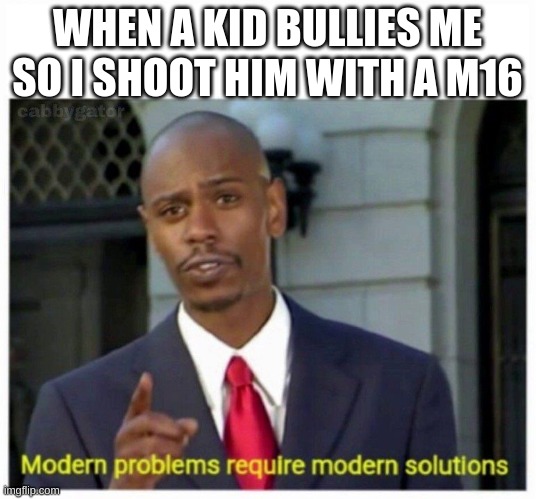 WHEN A KID BULLIES ME
SO I SHOOT HIM WITH A M16
cabbygator
Modern problems require modern solutions
imgflip.com